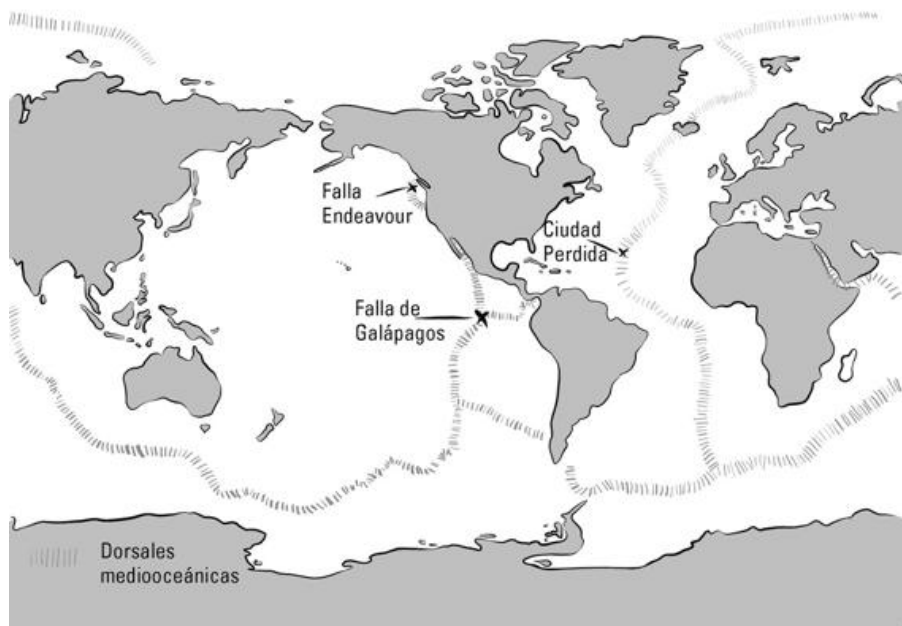 Falla
Endeavour
Ciudad
Perdida
Falla de
Galápagos
Dorsales
mediooceánicas